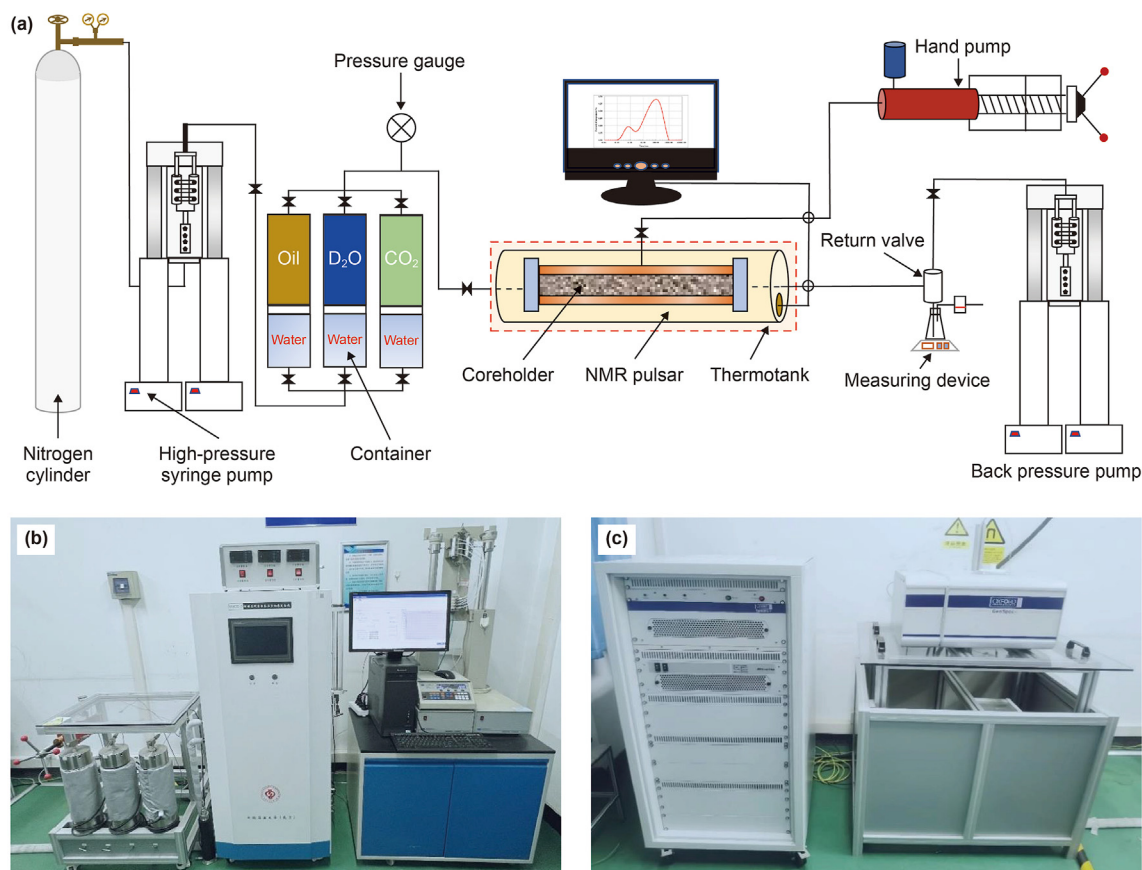 (a)
Hand pump
Pressure gauge
Return valve
Oil
D₂O
CO₂
Water
Water
Water
Coreholder
NMR pulsar
Thermotank
Measuring device
Container
Nitrogen
cylinder
High-pressure
syringe pump
Back pressure pump
(b)
(c)